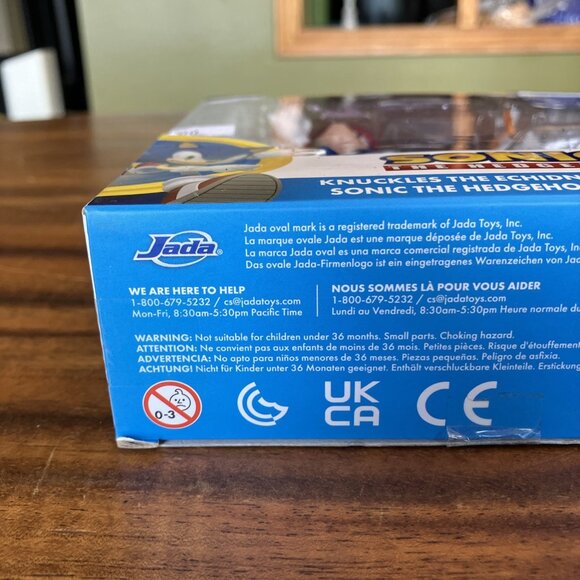 SONIC
THE HEDGEHOG
KNUCKLES THE ECHIDNA
SONIC THE HEDGEHO
Jada
Jada oval mark is a registered trademark of Jada Toys, Inc.
La marque ovale Jada est une marque déposée de Jada Toys, Inc.
La marca Jada oval es una marca comercial registrada de Jada Toys, Inc.
Das ovale Jada-Firmenlogo ist ein eingetragenes Warenzeichen von Jad
WE ARE HERE TO HELP
1-800-679-5232 / cs@jadatoys.com
Mon-Fri, 8:30am-5:30pm Pacific Time
NOUS SOMMES LÀ POUR VOUS AIDER
1-800-679-5232 / cs@jadatoys.com
Lundi au Vendredi, 8:30am-5:30pm Heure normale du
WARNING: Not suitable for children under 36 months. Small parts. Choking hazard.
ATTENTION: Ne convient pas aux enfants de moins de 36 mois. Petites pièces. Risque d'étouffement
ADVERTENCIA: No apto para niños menores de 36 meses. Piezas pequeñas. Peligro de asfixia.
ACHTUNG! Nicht für Kinder unter 36 Monaten geeignet. Enthält verschluckbare Kleinteile. Erstickung
0-3
UK
CA
CE